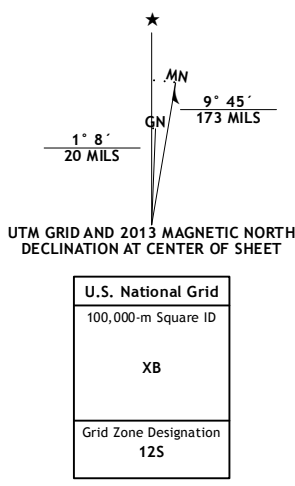 ★
MN
GN
9° 45´
173 MILS
1° 8´
20 MILS
UTM GRID AND 2013 MAGNETIC NORTH
DECLINATION AT CENTER OF SHEET
U.S. National Grid
100,000-m Square ID
XB
Grid Zone Designation
12S